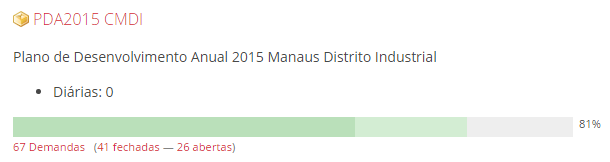 PDA2015 CMDI
Plano de Desenvolvimento Anual 2015 Manaus Distrito Industrial
• Diárias: 0
81%
67 Demandas (41 fechadas — 26 abertas)